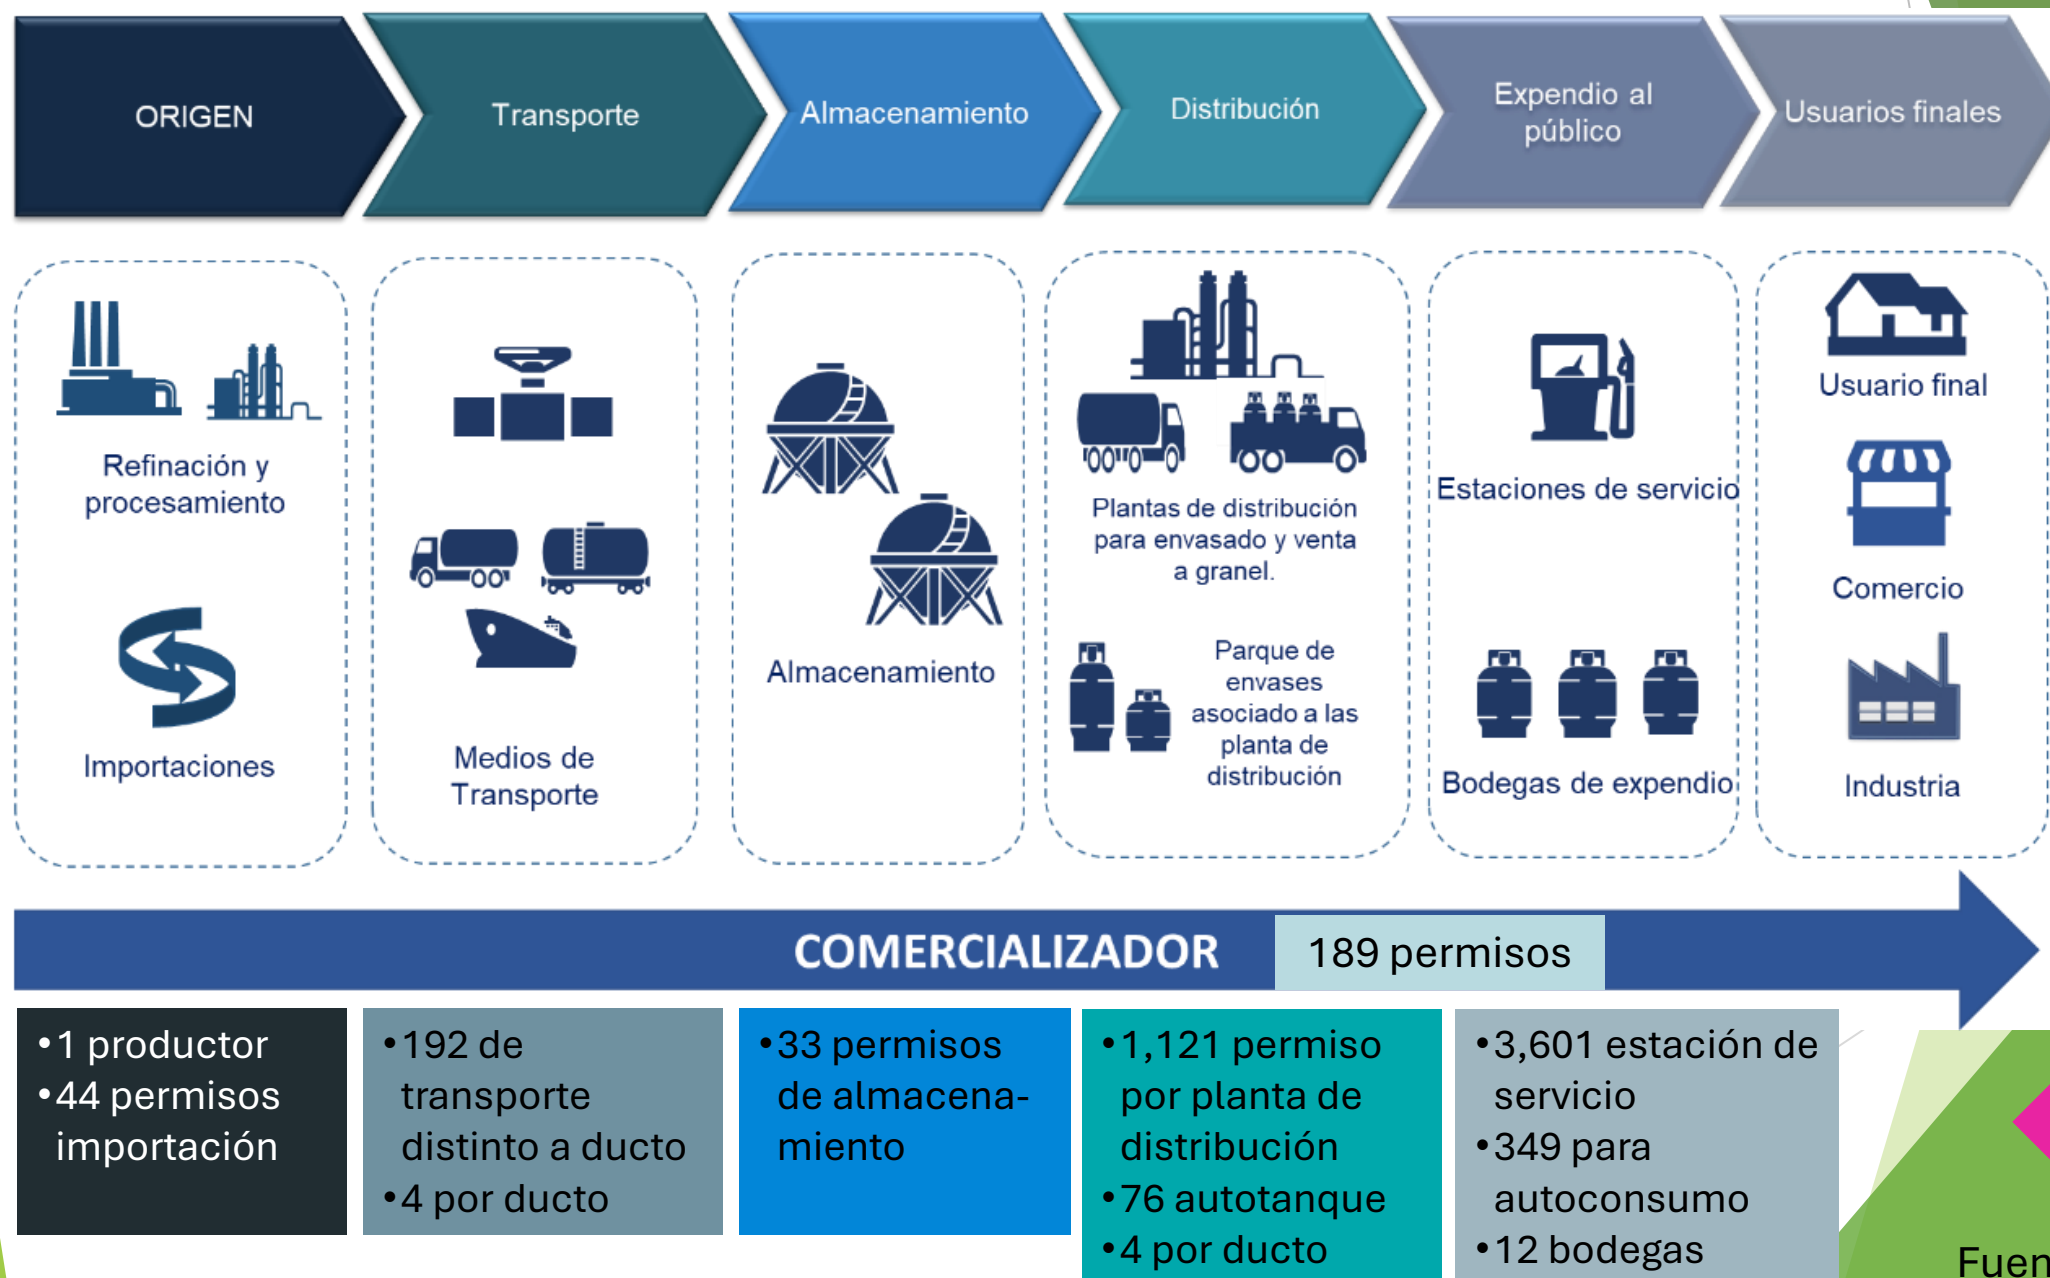 ORIGEN
Transporte
Almacenamiento
Distribución
Expendio al
público
Usuarios finales
Refinación y
procesamiento
Importaciones
Medios de
Transporte
Almacenamiento
Plantas de distribución
para envasado y venta
a granel.
Parque de
envases
asociado a las
planta de
distribución
Estaciones de servicio
Bodegas de expendio
Usuario final
Comercio
Industria
COMERCIALIZADOR
189 permisos
•1 productor
•44 permisos
importación
•192 de
transporte
distinto a ducto
•4 por ducto
•33 permisos
de almacena-
miento
•1,121 permiso
por planta de
distribución
•76 autotanque
•4 por ducto
•3,601 estación de
servicio
•349 para
autoconsumo
•12 bodegas
Fuen